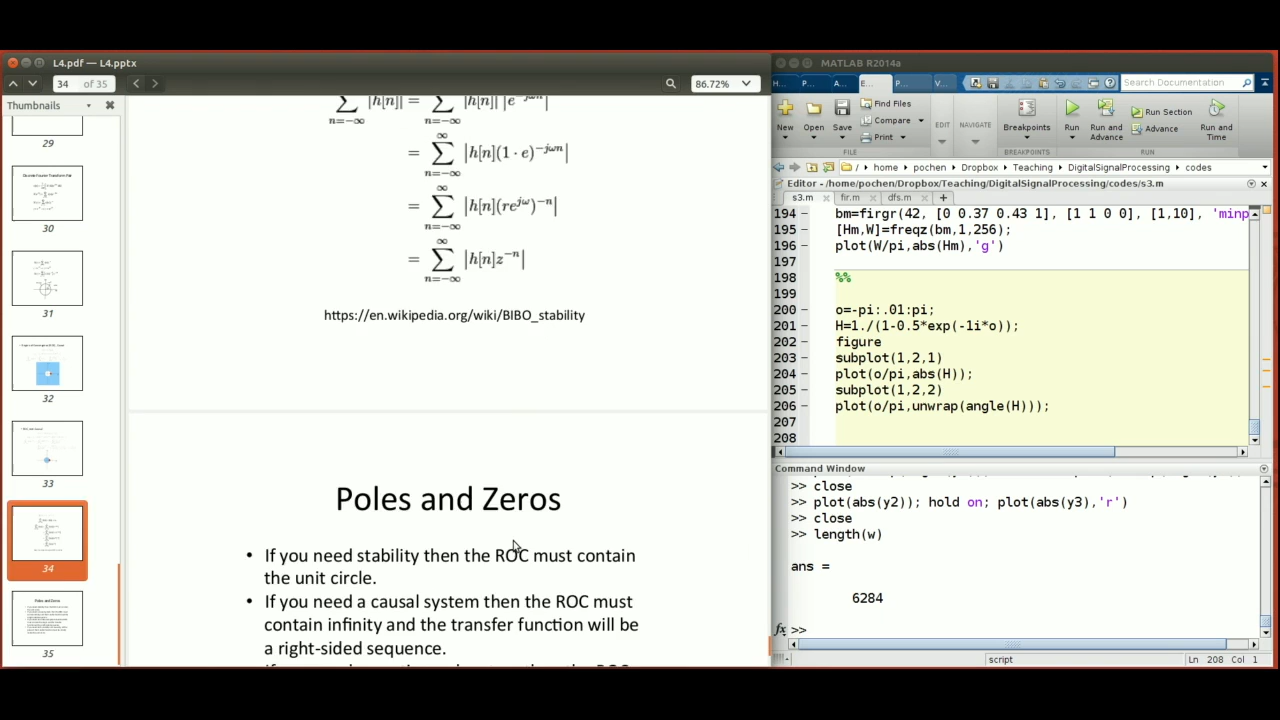 L4.pdf — L4.pptx
34 of 35
86.72%
Thumbnails
29
30
31
32
33
34
Poles and Zeros
35
∑ |h[n]| = ∑ |h[n]| |e^{-jωn}|
n=−∞ n=−∞
= ∑_{n=−∞}^{∞} |h[n](1 · e)^{-jωn}|
= ∑_{n=−∞}^{∞} |h[n](re^{jω})^{-n}|
= ∑_{n=−∞}^{∞} |h[n]z^{-n}|
https://en.wikipedia.org/wiki/BIBO_stability
Poles and Zeros
• If you need stability then the ROC must contain
the unit circle.
• If you need a causal system then the ROC must
contain infinity and the transfer function will be
a right-sided sequence.
MATLAB R2014a
H... P... A... E... P... V...
Search Documentation
New Open Save
Find Files
Compare
Print
EDIT NAVIGATE
Breakpoints
Run Run and Advance
Run Section
Advance
Run and Time
FILE BREAKPOINTS RUN
/ home pochen Dropbox Teaching DigitalSignalProcessing codes
Editor - /home/pochen/Dropbox/Teaching/DigitalSignalProcessing/codes/s3.m
s3.m fir.m dfs.m +
194 bm=firgr(42, [0 0.37 0.43 1], [1 1 0 0], [1,10], 'minp
195 [Hm,W]=freqz(bm,1,256);
196 plot(W/pi,abs(Hm),'g')
197
198 %%
199
200 o=-pi:.01:pi;
201 H=1./(1-0.5*exp(-1i*o));
202 figure
203 subplot(1,2,1)
204 plot(o/pi,abs(H));
205 subplot(1,2,2)
206 plot(o/pi,unwrap(angle(H)));
207
208
Command Window
>> close
>> plot(abs(y2)); hold on; plot(abs(y3),'r')
>> close
>> length(w)
ans =
6284
fx >>
script
Ln 208 Col 1